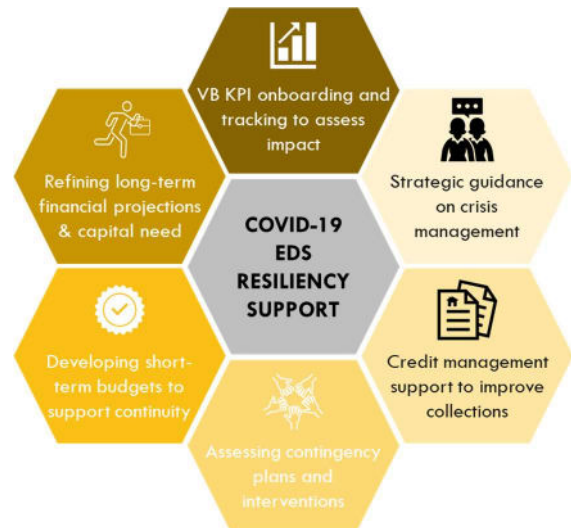 VB KPI onboarding and
tracking to assess
impact
Strategic guidance
on crisis
management
Credit management
support to improve
collections
Assessing contingency
plans and
interventions
Developing short-
term budgets to
support continuity
Refining long-term
financial projections
& capital need
COVID-19
EDS
RESILIENCY
SUPPORT